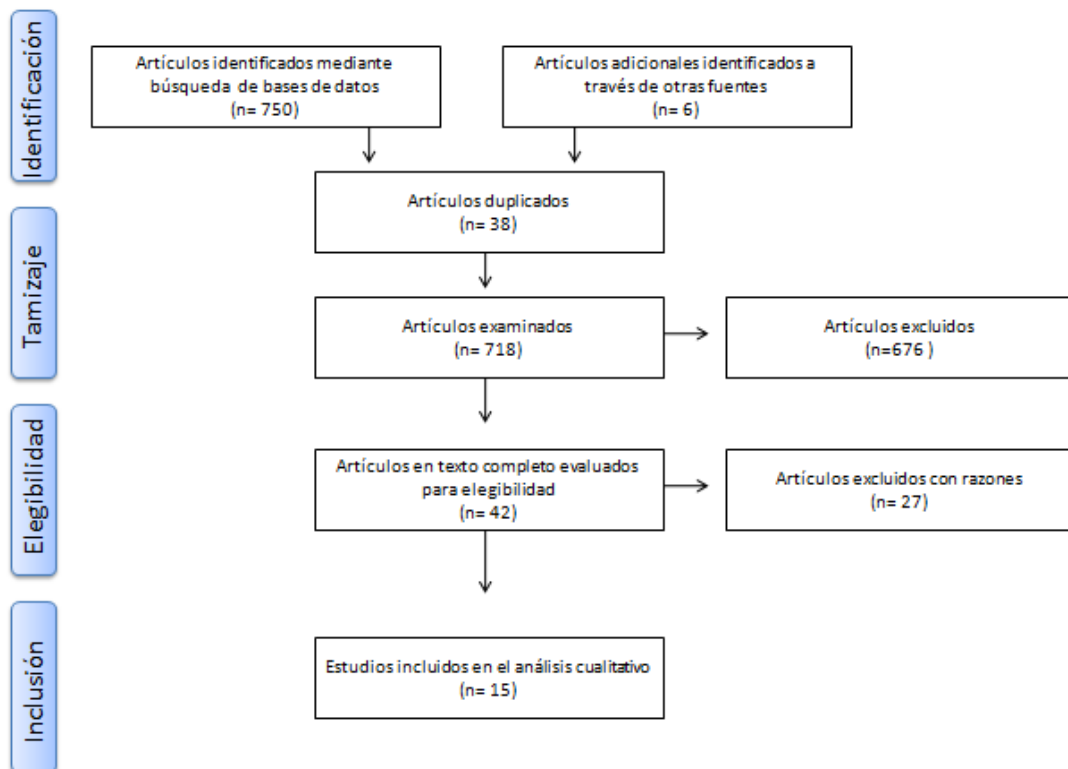 Identificación
Artículos identificados mediante
búsqueda de bases de datos
(n= 750)
Artículos adicionales identificados a
través de otras fuentes
(n= 6)
Artículos duplicados
(n= 38)
Tamizaje
Artículos examinados
(n= 718)
Artículos excluidos
(n=676 )
Elegibilidad
Artículos en texto completo evaluados
para elegibilidad
(n= 42)
Artículos excluidos con razones
(n= 27)
Inclusión
Estudios incluidos en el análisis cualitativo
(n= 15)